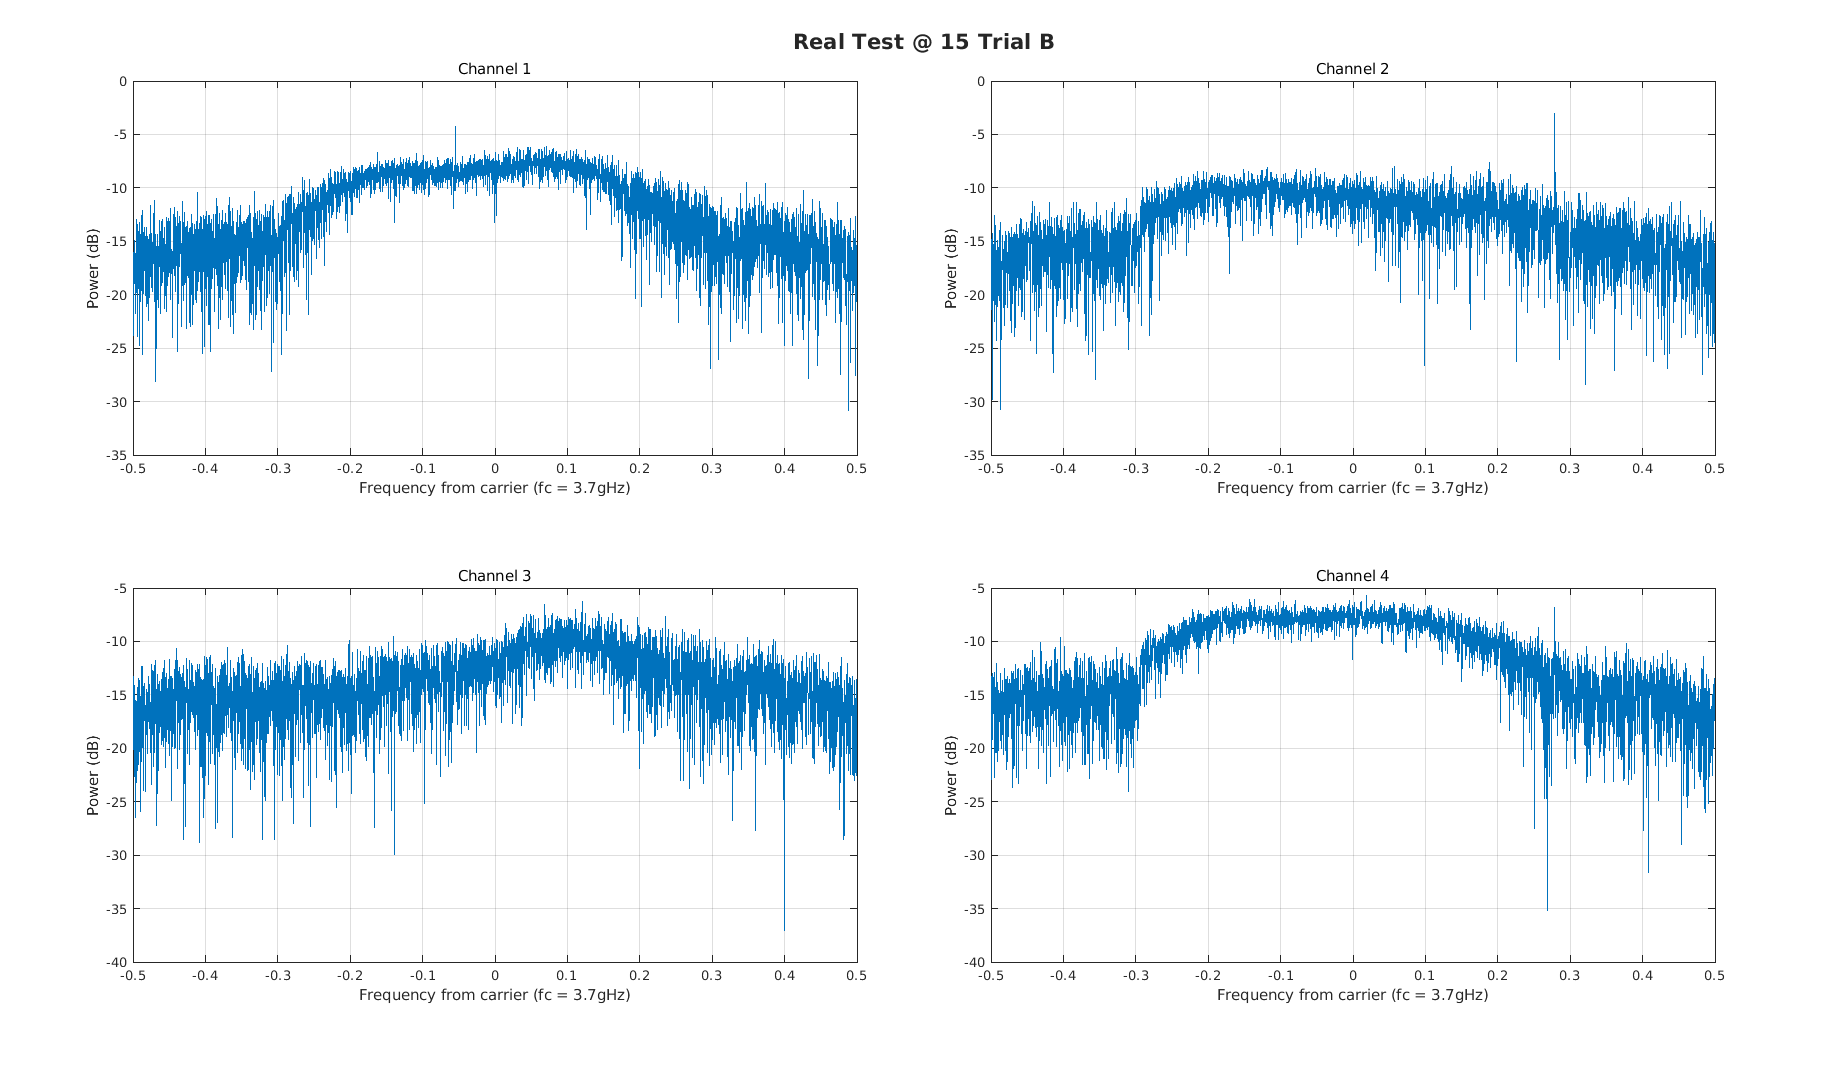 Real Test @ 15 Trial B
Channel 1
0
-5
-10
-15
-20
-25
-30
-35
Power (dB)
-0.5 -0.4 -0.3 -0.2 -0.1 0 0.1 0.2 0.3 0.4 0.5
Frequency from carrier (fc = 3.7gHz)
Channel 2
0
-5
-10
-15
-20
-25
-30
-35
Power (dB)
-0.5 -0.4 -0.3 -0.2 -0.1 0 0.1 0.2 0.3 0.4 0.5
Frequency from carrier (fc = 3.7gHz)
Channel 3
-5
-10
-15
-20
-25
-30
-35
-40
Power (dB)
-0.5 -0.4 -0.3 -0.2 -0.1 0 0.1 0.2 0.3 0.4 0.5
Frequency from carrier (fc = 3.7gHz)
Channel 4
-5
-10
-15
-20
-25
-30
-35
-40
Power (dB)
-0.5 -0.4 -0.3 -0.2 -0.1 0 0.1 0.2 0.3 0.4 0.5
Frequency from carrier (fc = 3.7gHz)